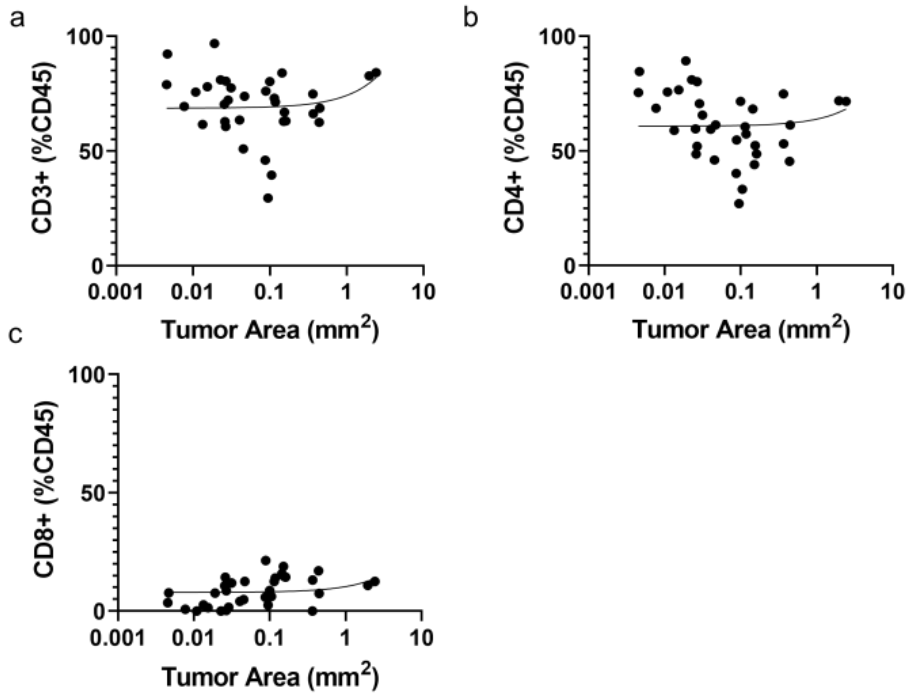 a
100
50
0
CD3+ (%CD45)
0.001 0.01 0.1 1 10
Tumor Area (mm²)
b
100
50
0
CD4+ (%CD45)
0.001 0.01 0.1 1 10
Tumor Area (mm²)
c
100
50
0
CD8+ (%CD45)
0.001 0.01 0.1 1 10
Tumor Area (mm²)